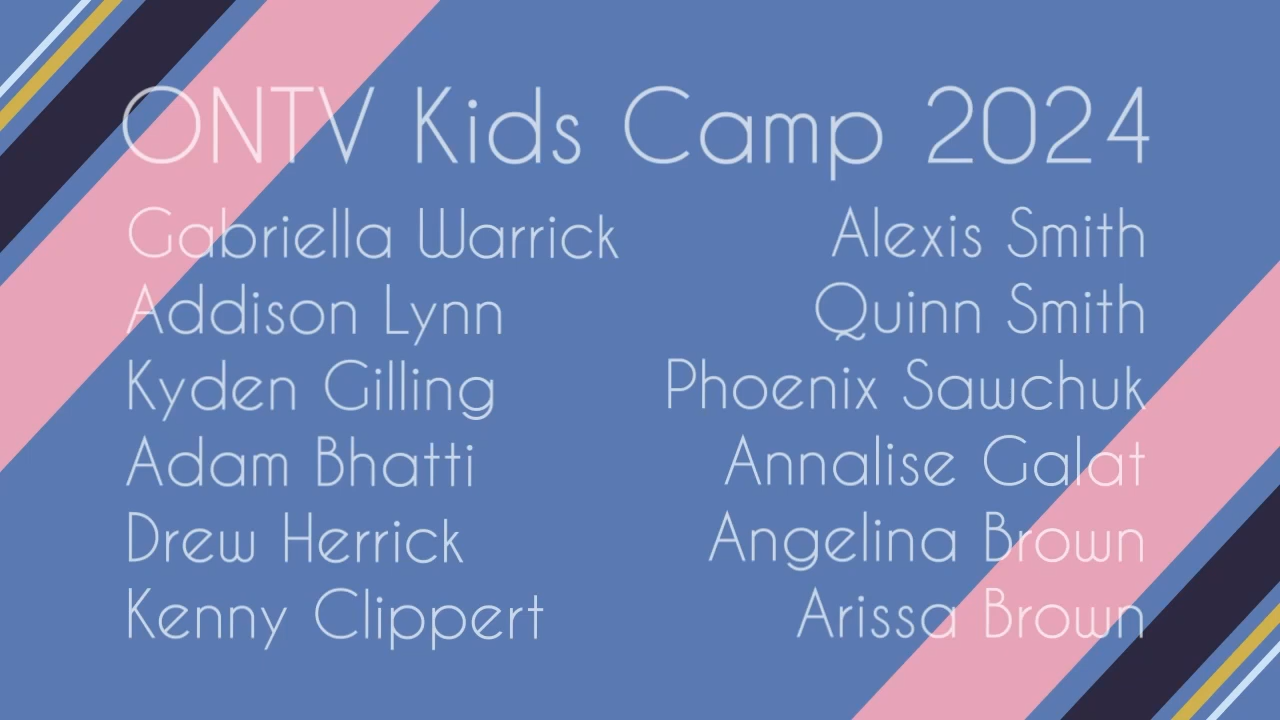 ONTV Kids Camp 2024
Gabriella Warrick
Addison Lynn
Kyden Gilling
Adam Bhatti
Drew Herrick
Kenny Clippert
Alexis Smith
Quinn Smith
Phoenix Sawchuk
Annalise Galat
Angelina Brown
Arissa Brown